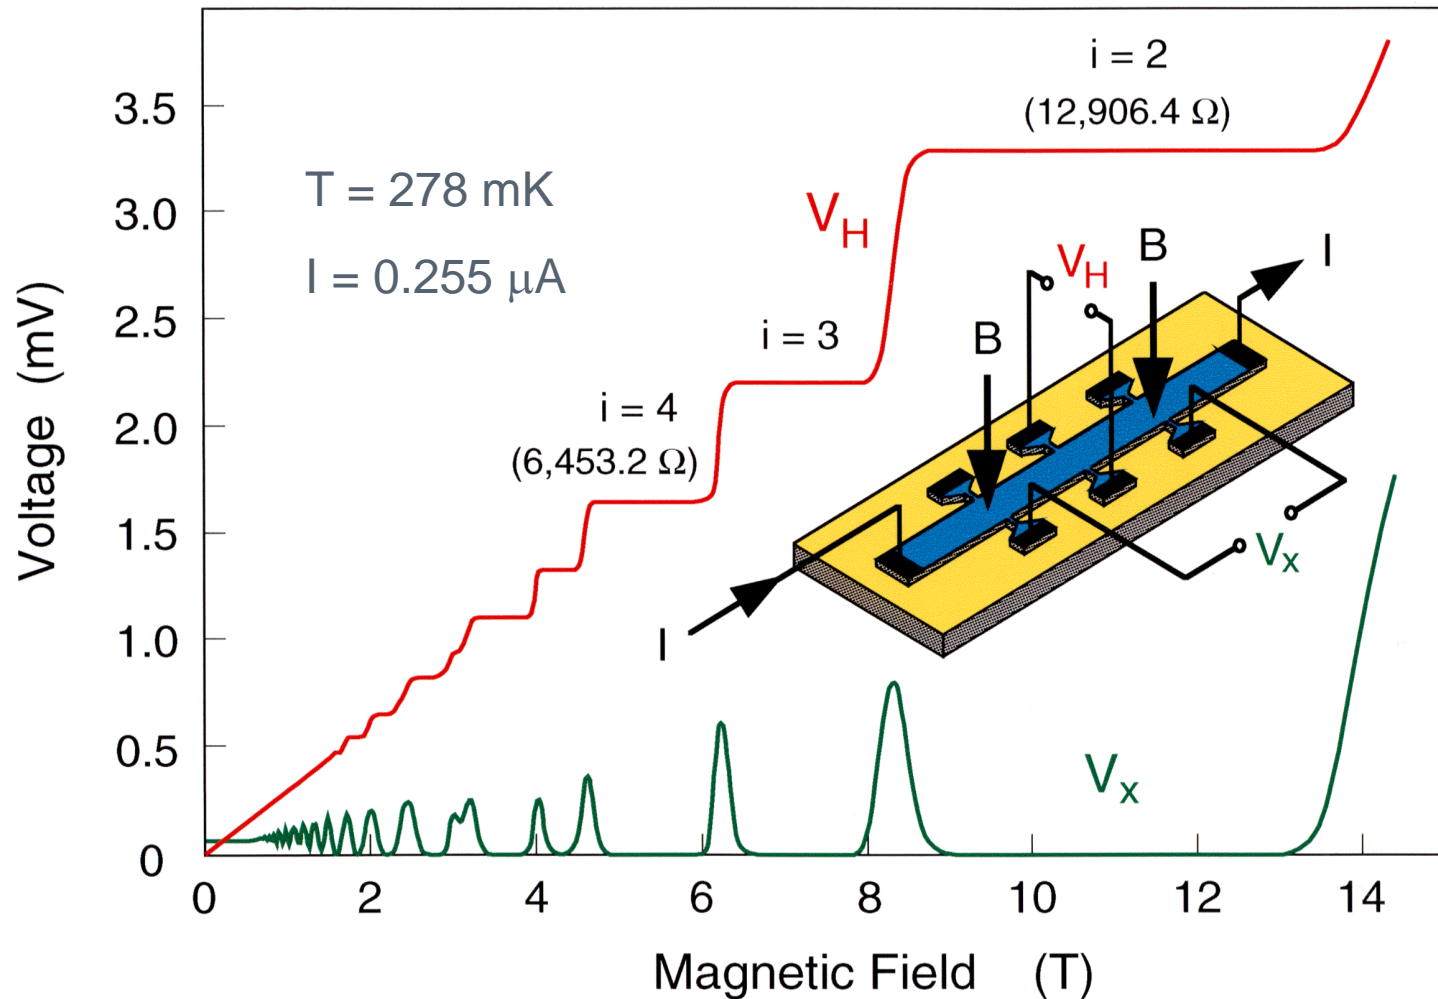 i = 2
(12,906.4 Ω)
3.5
T = 278 mK
3.0
V_H
I = 0.255 μA
V_H
B
I
2.5
B
i = 3
i = 4
2.0
(6,453.2 Ω)
Voltage (mV)
1.5
V_x
1.0
I
0.5
V_x
0
0 2 4 6 8 10 12 14
Magnetic Field (T)